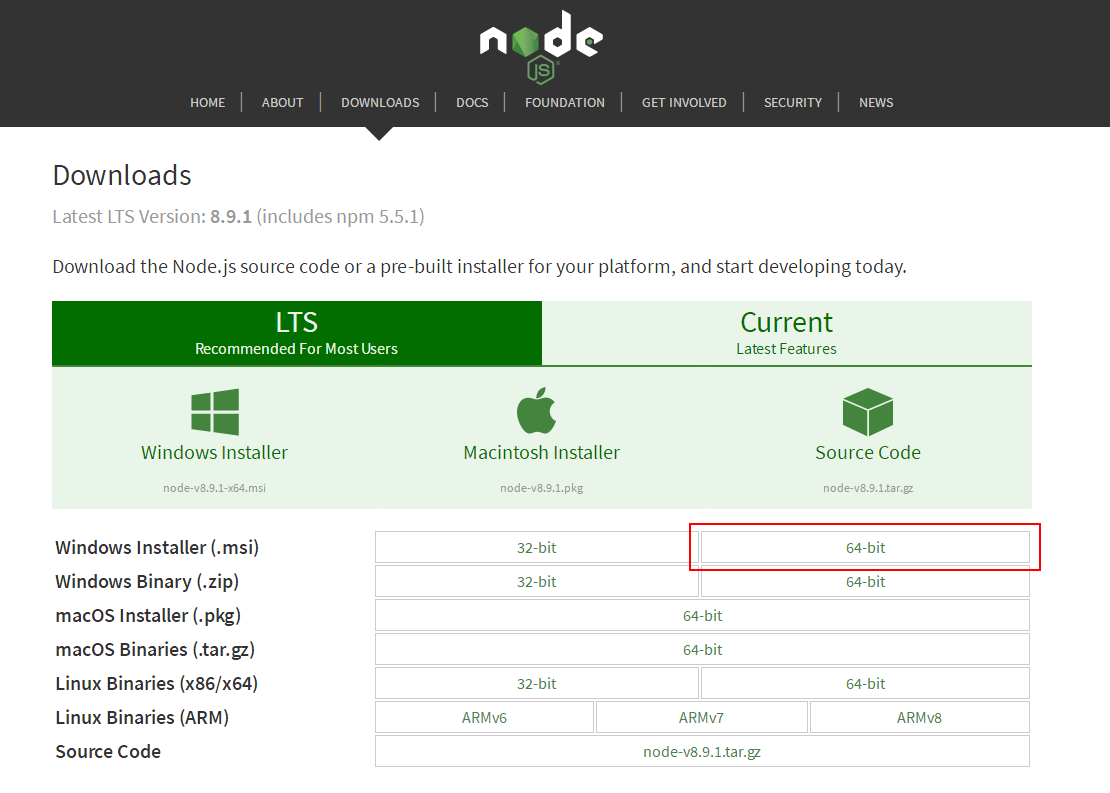 node
JS
HOME ABOUT DOWNLOADS DOCS FOUNDATION GET INVOLVED SECURITY NEWS
Downloads
Latest LTS Version: 8.9.1 (includes npm 5.5.1)
Download the Node.js source code or a pre-built installer for your platform, and start developing today.
LTS
Recommended For Most Users
Current
Latest Features
Windows Installer
node-v8.9.1-x64.msi
Macintosh Installer
node-v8.9.1.pkg
Source Code
node-v8.9.1.tar.gz
Windows Installer (.msi) 32-bit 64-bit
Windows Binary (.zip) 32-bit 64-bit
macOS Installer (.pkg) 64-bit
macOS Binaries (.tar.gz) 64-bit
Linux Binaries (x86/x64) 32-bit 64-bit
Linux Binaries (ARM) ARMv6 ARMv7 ARMv8
Source Code node-v8.9.1.tar.gz